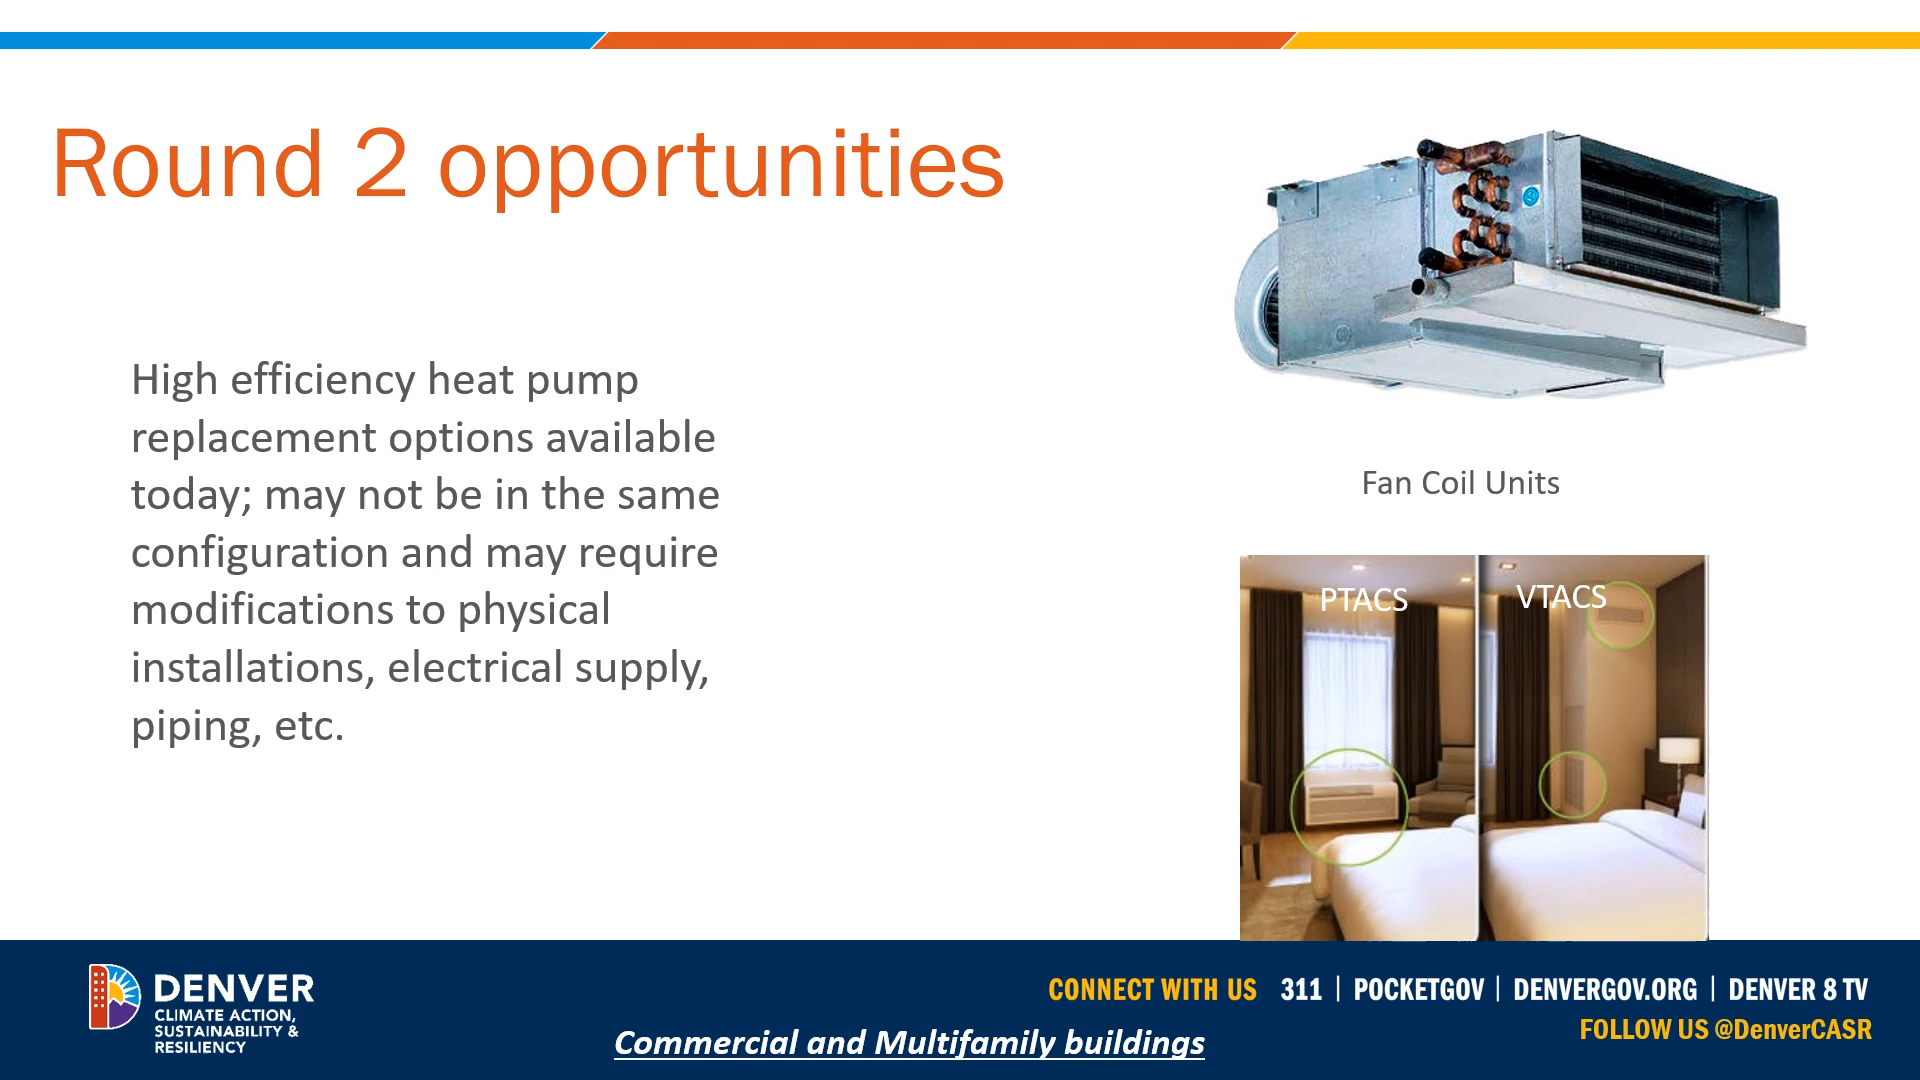 Round 2 opportunities
High efficiency heat pump
replacement options available
today; may not be in the same
configuration and may require
modifications to physical
installations, electrical supply,
piping, etc.
Fan Coil Units
PTACS
VTACS
DENVER
CLIMATE ACTION,
SUSTAINABILITY &
RESILIENCY
Commercial and Multifamily buildings
CONNECT WITH US 311 | POCKETGOV | DENVERGOV.ORG | DENVER 8 TV
FOLLOW US @DenverCASR